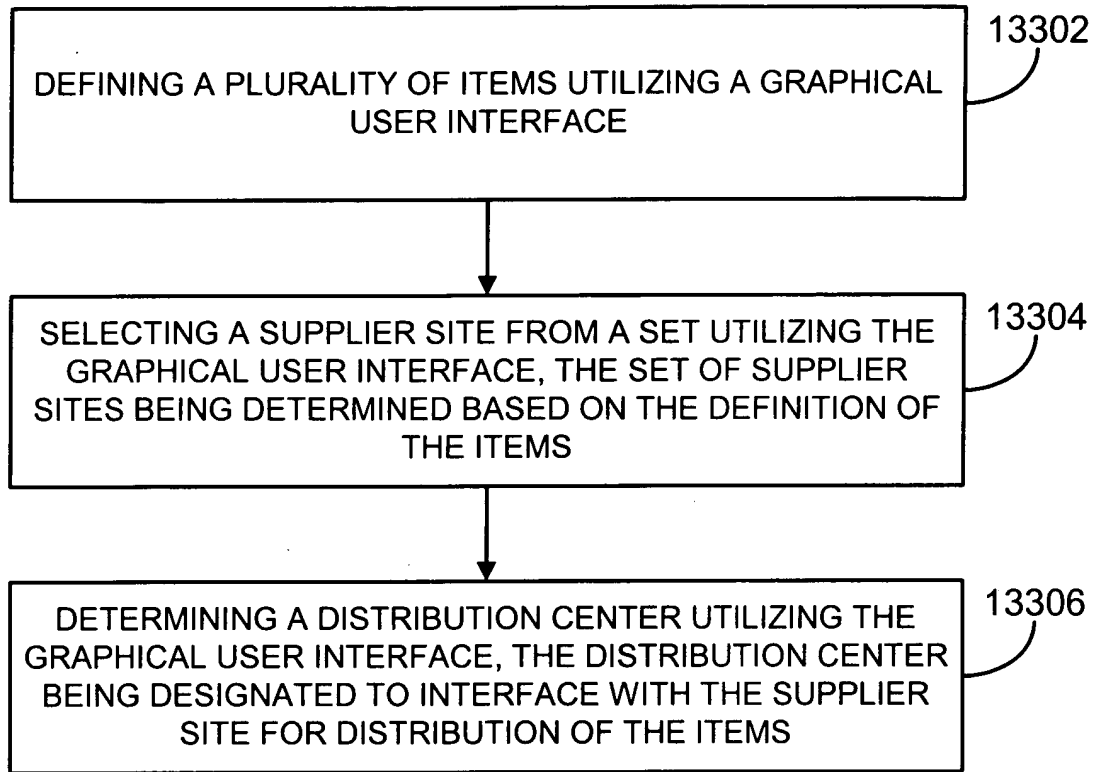 13302
DEFINING A PLURALITY OF ITEMS UTILIZING A GRAPHICAL
USER INTERFACE
13304
SELECTING A SUPPLIER SITE FROM A SET UTILIZING THE
GRAPHICAL USER INTERFACE, THE SET OF SUPPLIER
SITES BEING DETERMINED BASED ON THE DEFINITION OF
THE ITEMS
13306
DETERMINING A DISTRIBUTION CENTER UTILIZING THE
GRAPHICAL USER INTERFACE, THE DISTRIBUTION CENTER
BEING DESIGNATED TO INTERFACE WITH THE SUPPLIER
SITE FOR DISTRIBUTION OF THE ITEMS